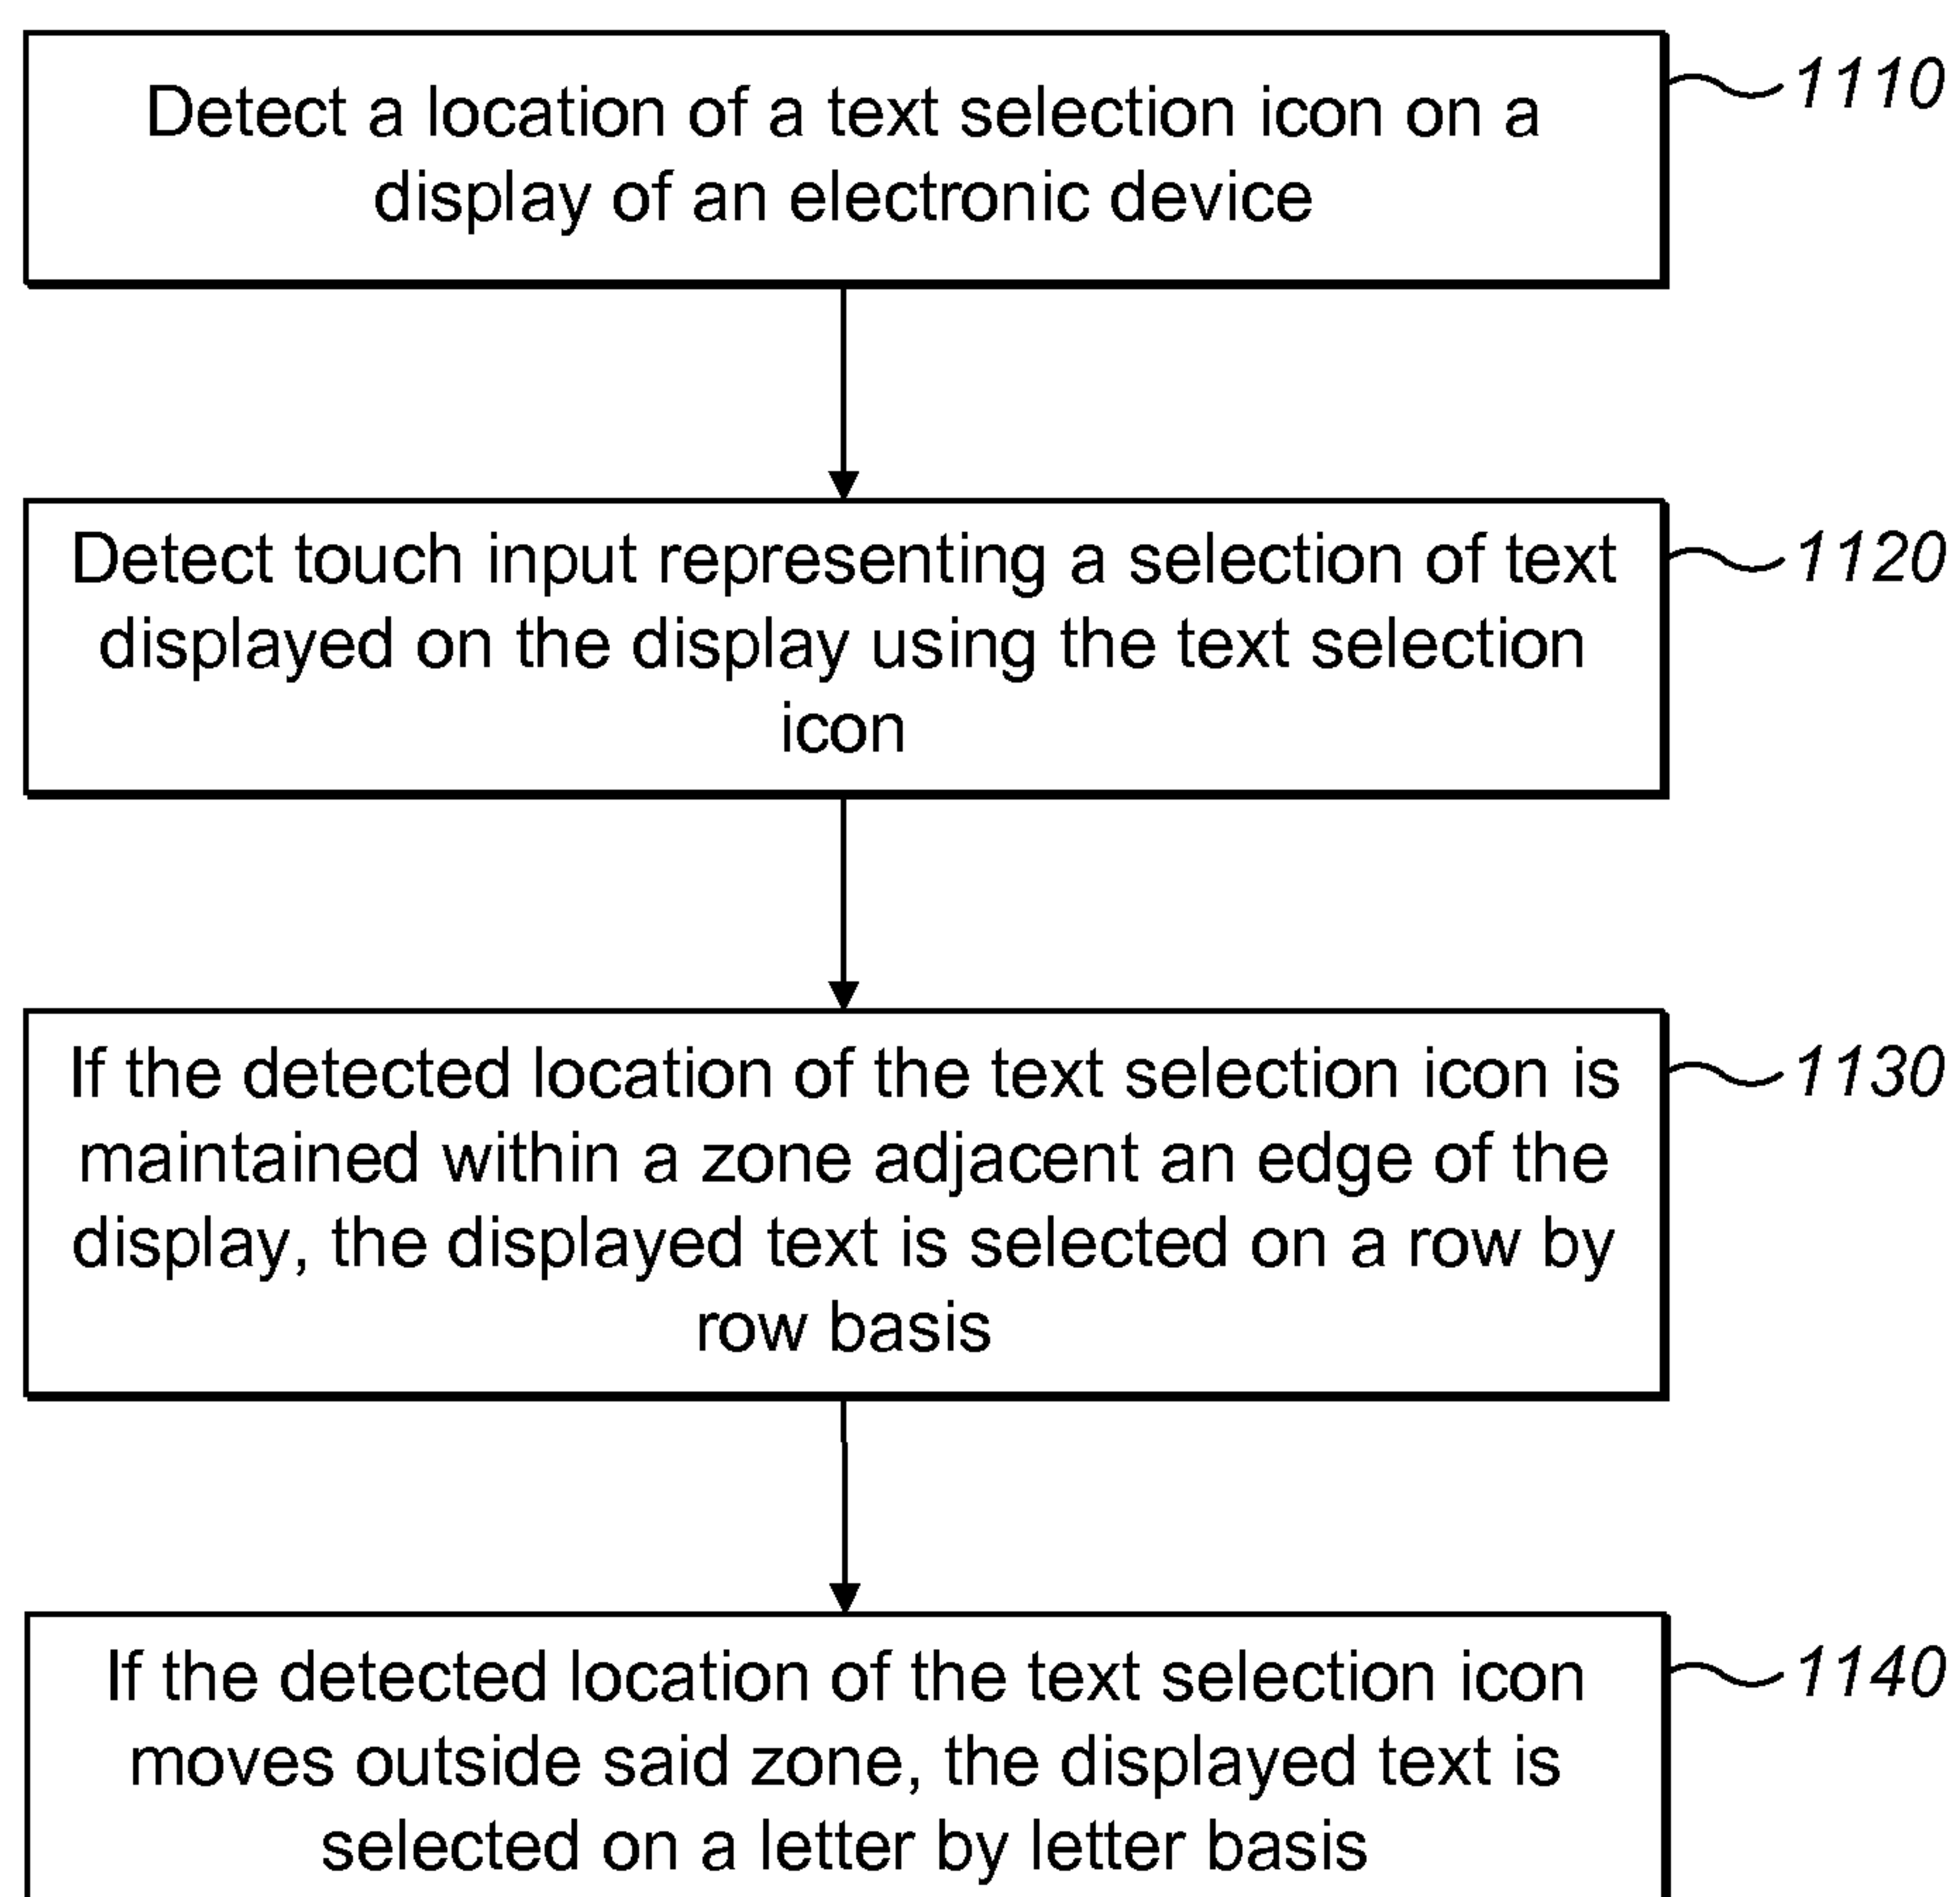 Detect a location of a text selection icon on a
display of an electronic device
1110
Detect touch input representing a selection of text
displayed on the display using the text selection
icon
1120
If the detected location of the text selection icon is
maintained within a zone adjacent an edge of the
display, the displayed text is selected on a row by
row basis
1130
If the detected location of the text selection icon
moves outside said zone, the displayed text is
selected on a letter by letter basis
1140